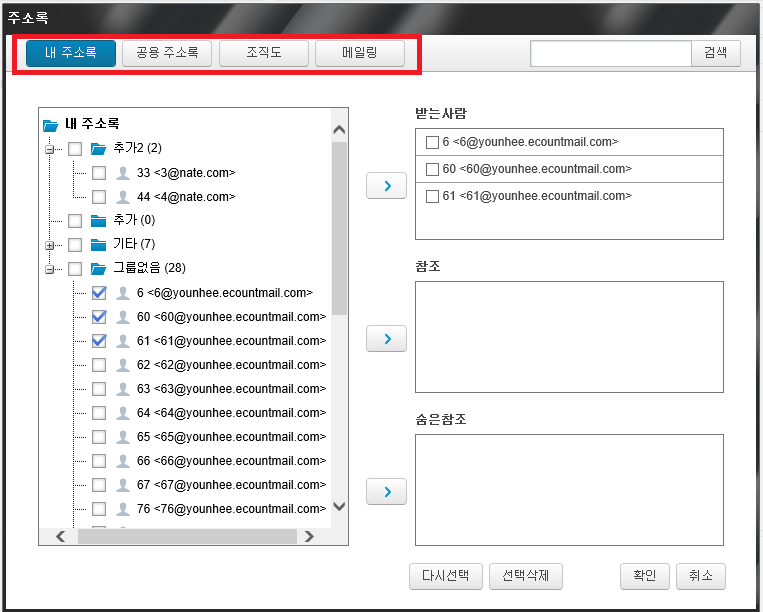 주소록
내 주소록 공용 주소록 조직도 메일링 검색
내 주소록
추가2 (2)
33 <3@nate.com>
44 <4@nate.com>
추가 (0)
기타 (7)
그룹없음 (28)
6 <6@younhee.ecountmail.com>
60 <60@younhee.ecountmail.com>
61 <61@younhee.ecountmail.com>
62 <62@younhee.ecountmail.com>
63 <63@younhee.ecountmail.com>
64 <64@younhee.ecountmail.com>
65 <65@younhee.ecountmail.com>
66 <66@younhee.ecountmail.com>
67 <67@younhee.ecountmail.com>
76 <76@younhee.ecountmail.com>
받는사람
6 <6@younhee.ecountmail.com>
60 <60@younhee.ecountmail.com>
61 <61@younhee.ecountmail.com>
참조
숨은참조
다시선택 선택삭제 확인 취소